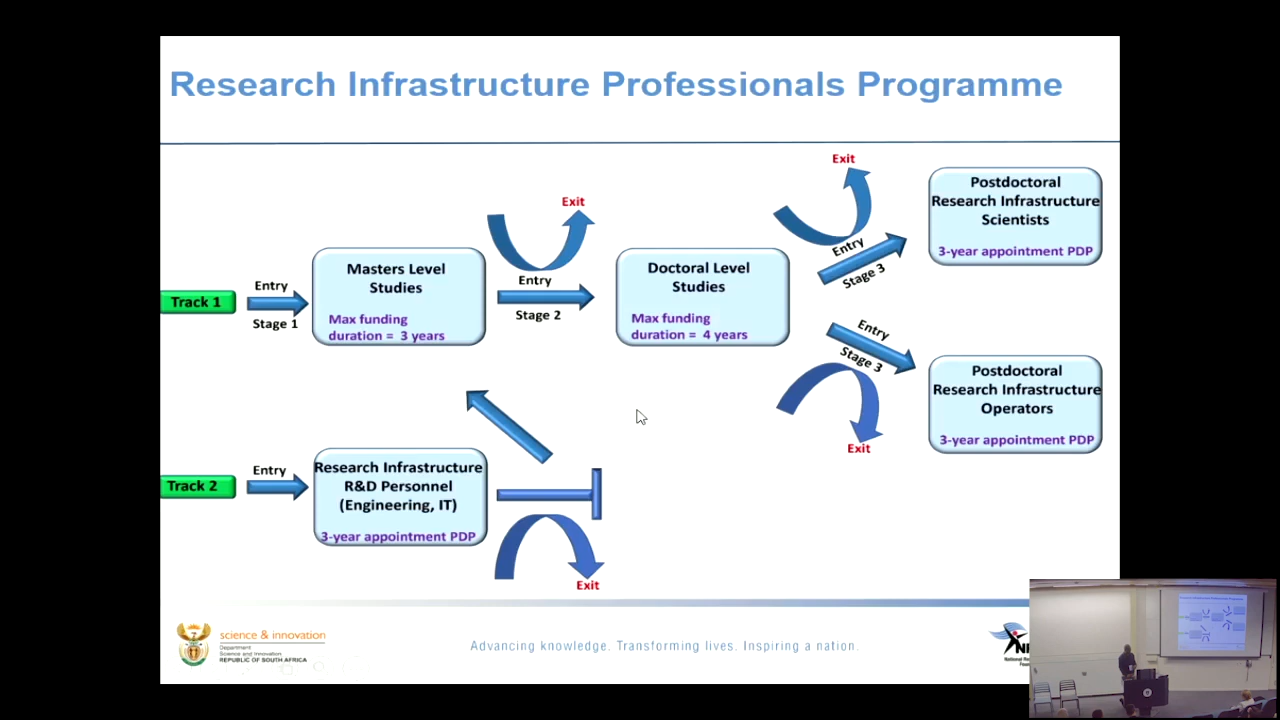 Research Infrastructure Professionals Programme
Exit
Exit
Postdoctoral
Research Infrastructure
Scientists
3-year appointment PDP
Entry
Stage 3
Track 1
Entry
Stage 1
Masters Level
Studies
Max funding
duration = 3 years
Entry
Stage 2
Doctoral Level
Studies
Max funding
duration = 4 years
Entry
Stage 3
Exit
Postdoctoral
Research Infrastructure
Operators
3-year appointment PDP
Track 2
Entry
Research Infrastructure
R&D Personnel
(Engineering, IT)
3-year appointment PDP
Exit
science & innovation
Department
Science and Innovation
REPUBLIC OF SOUTH AFRICA
Advancing knowledge. Transforming lives. Inspiring a nation.